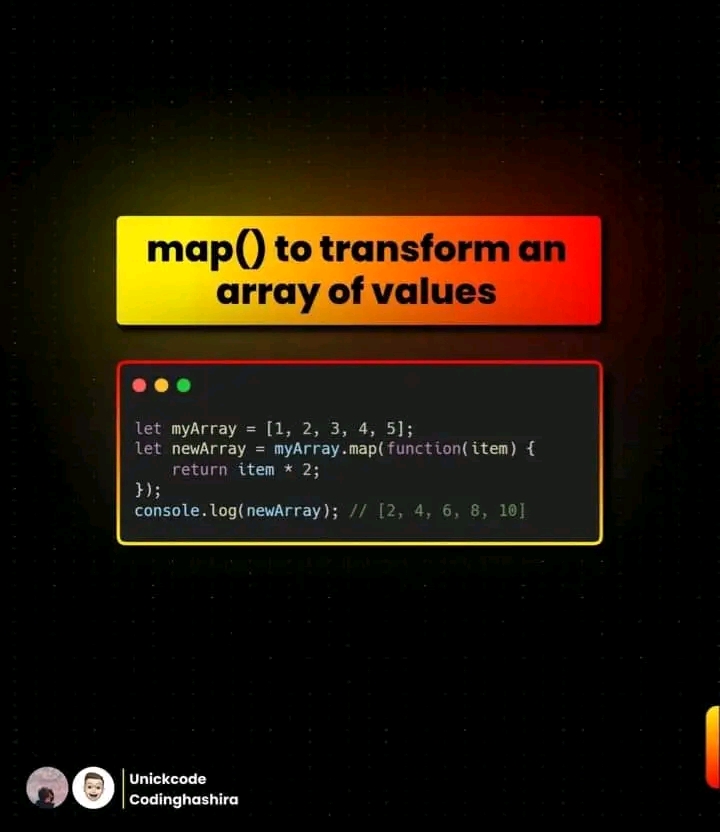 map() to transform an
array of values
let myArray = [1, 2, 3, 4, 5];
let newArray = myArray.map(function(item) {
    return item * 2;
});
console.log(newArray); // [2, 4, 6, 8, 10]
Unickcode
Codinghashira